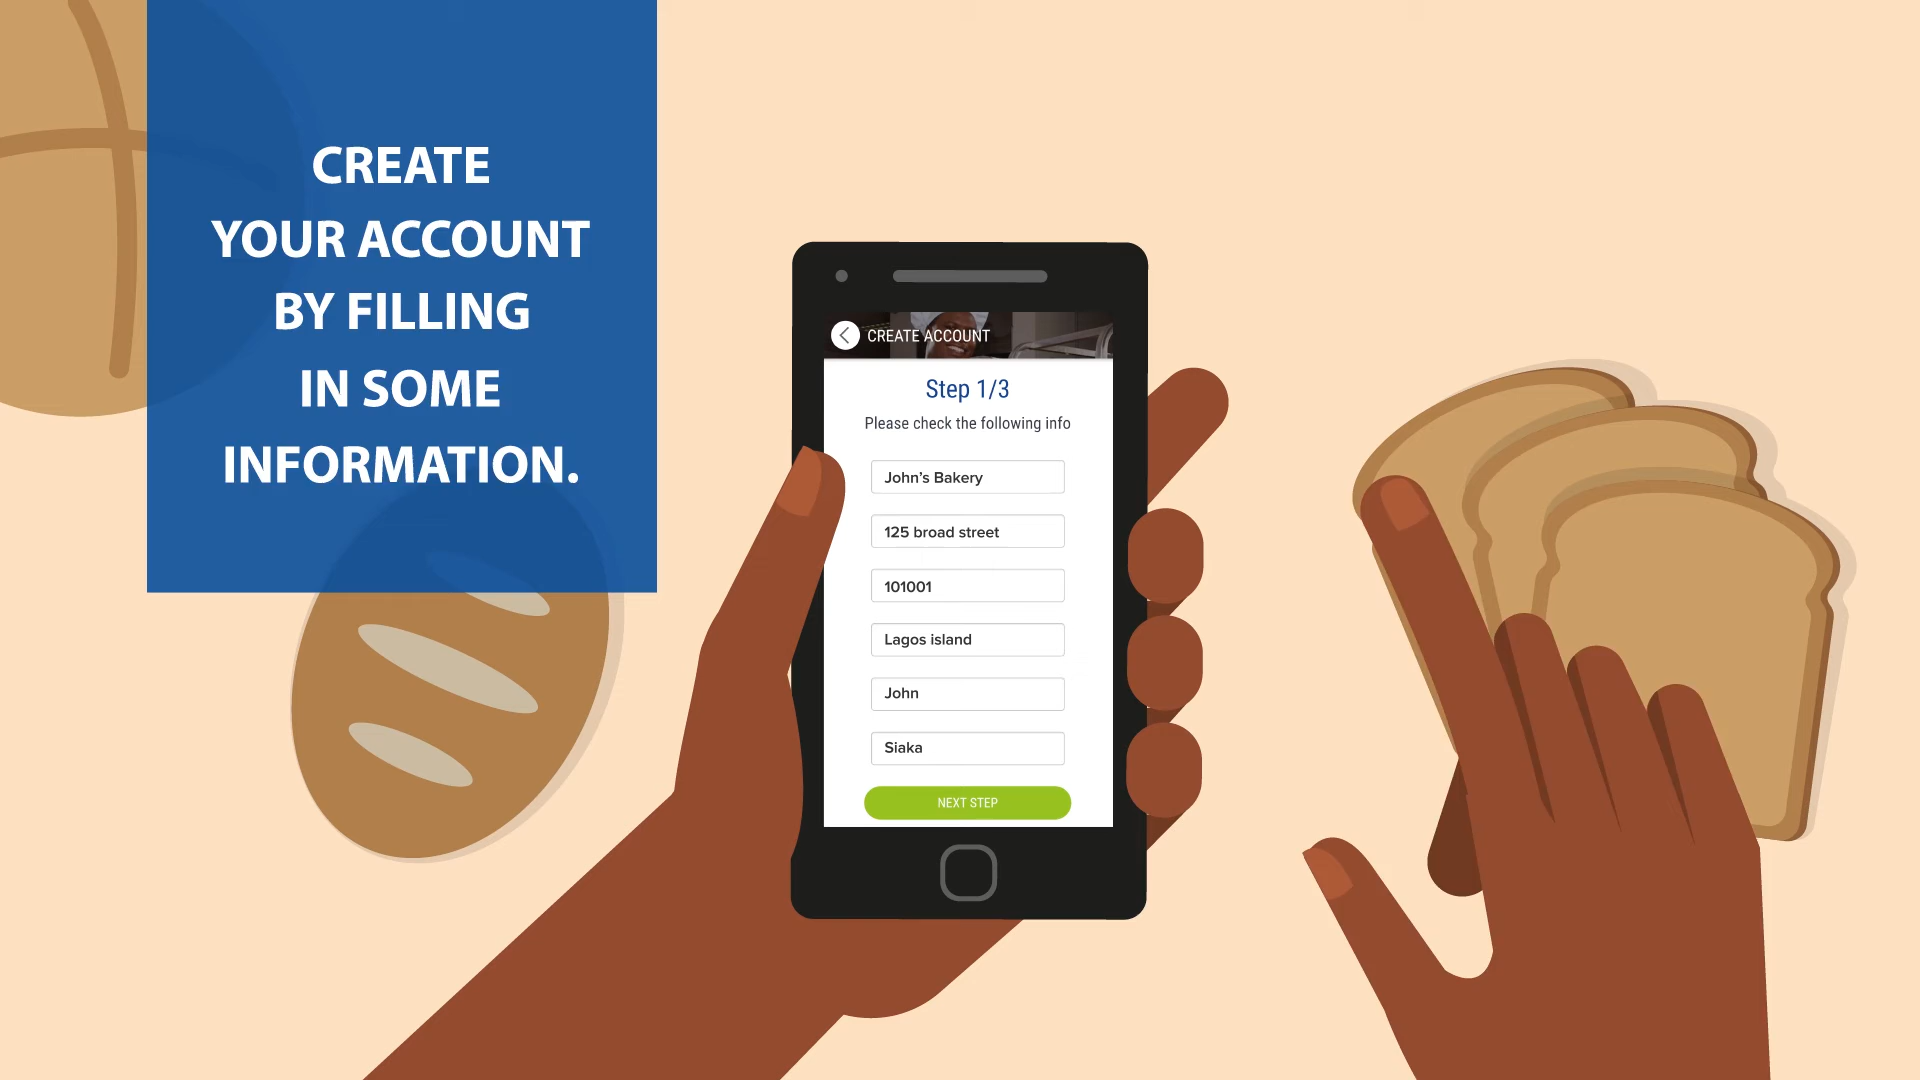 CREATE
YOUR ACCOUNT
BY FILLING
IN SOME
INFORMATION.
CREATE ACCOUNT
Step 1/3
Please check the following info
John's Bakery
125 broad street
101001
Lagos island
John
Siaka
NEXT STEP